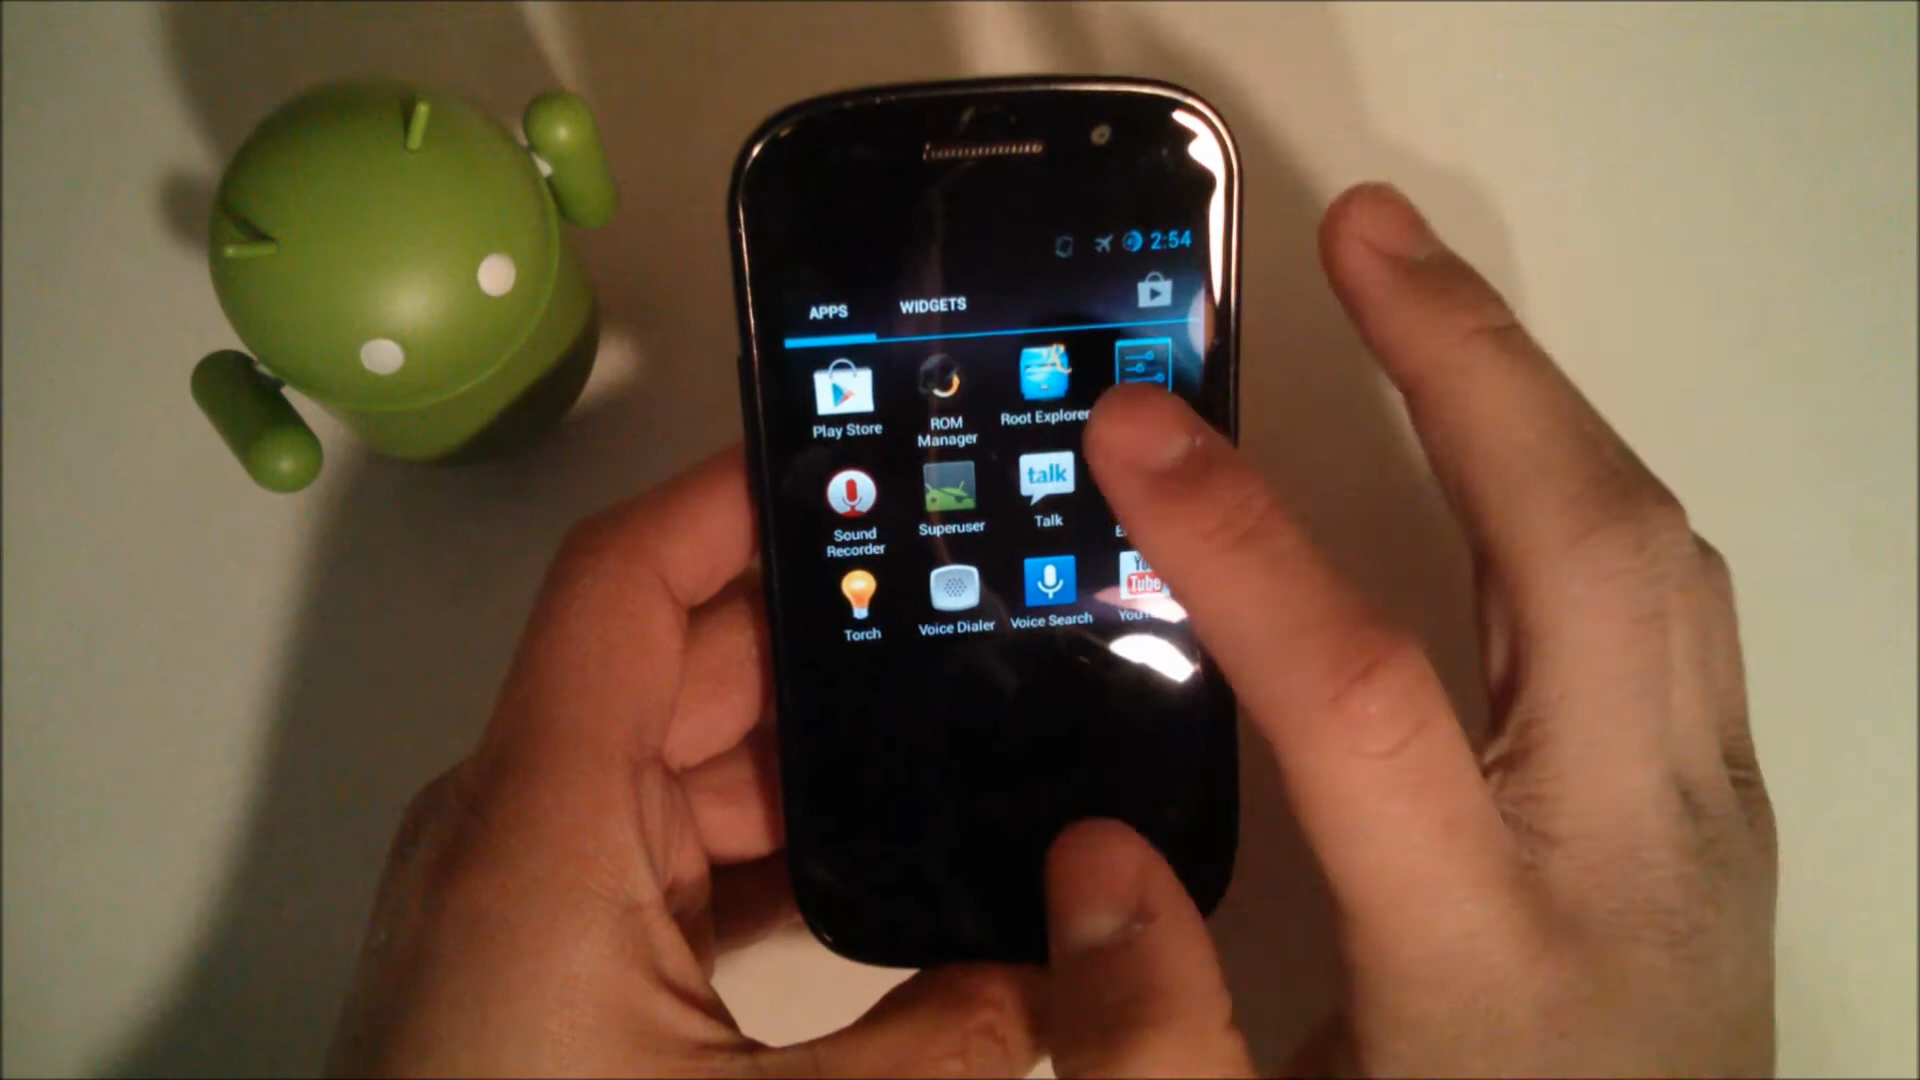 2:54
APPS WIDGETS
Play Store
ROM
Manager
Root Explorer
talk
Sound
Recorder
Superuser
Talk
Tube
Torch
Voice Dialer
Voice Search